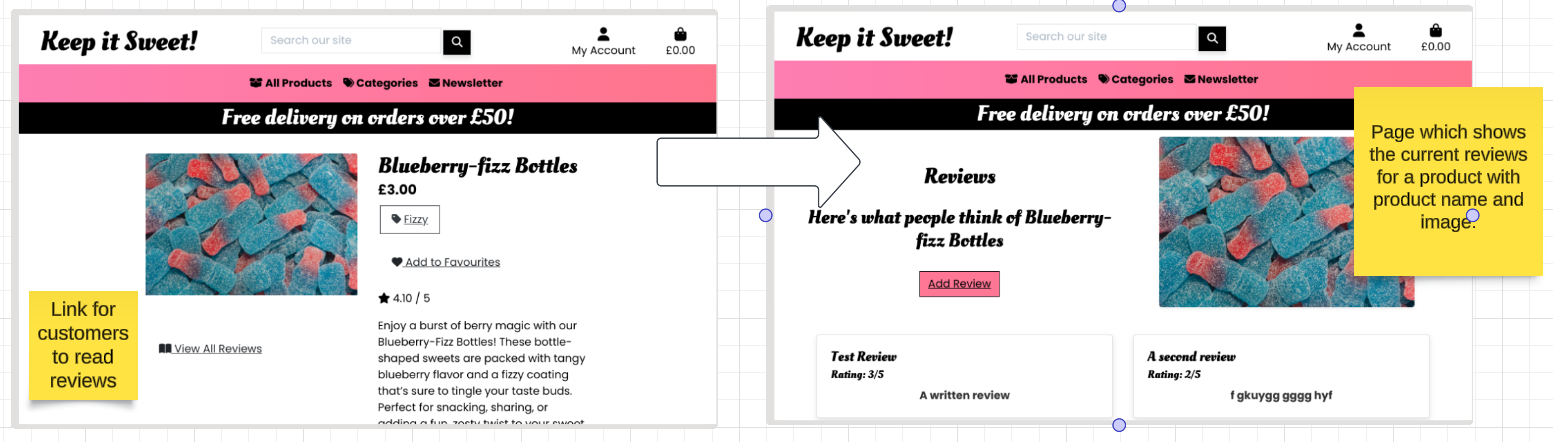 Keep it Sweet!
Search our site
My Account
£0.00
All Products
Categories
Newsletter
Free delivery on orders over £50!
Blueberry-fizz Bottles
£3.00
Fizzy
Add to Favourites
4.10 / 5
Enjoy a burst of berry magic with our
Blueberry-Fizz Bottles! These bottle-
shaped sweets are packed with tangy
blueberry flavor and a fizzy coating
that's sure to tingle your taste buds.
Perfect for snacking, sharing, or
adding a fun, zesty twist to your sweet
View All Reviews
Link for
customers
to read
reviews
Keep it Sweet!
Search our site
My Account
£0.00
All Products
Categories
Newsletter
Free delivery on orders over £50!
Reviews
Here's what people think of Blueberry-
fizz Bottles
Add Review
Test Review
Rating: 3/5
A written review
A second review
Rating: 2/5
f gkuygg gggg hyf
Page which shows
the current reviews
for a product with
product name and
image.